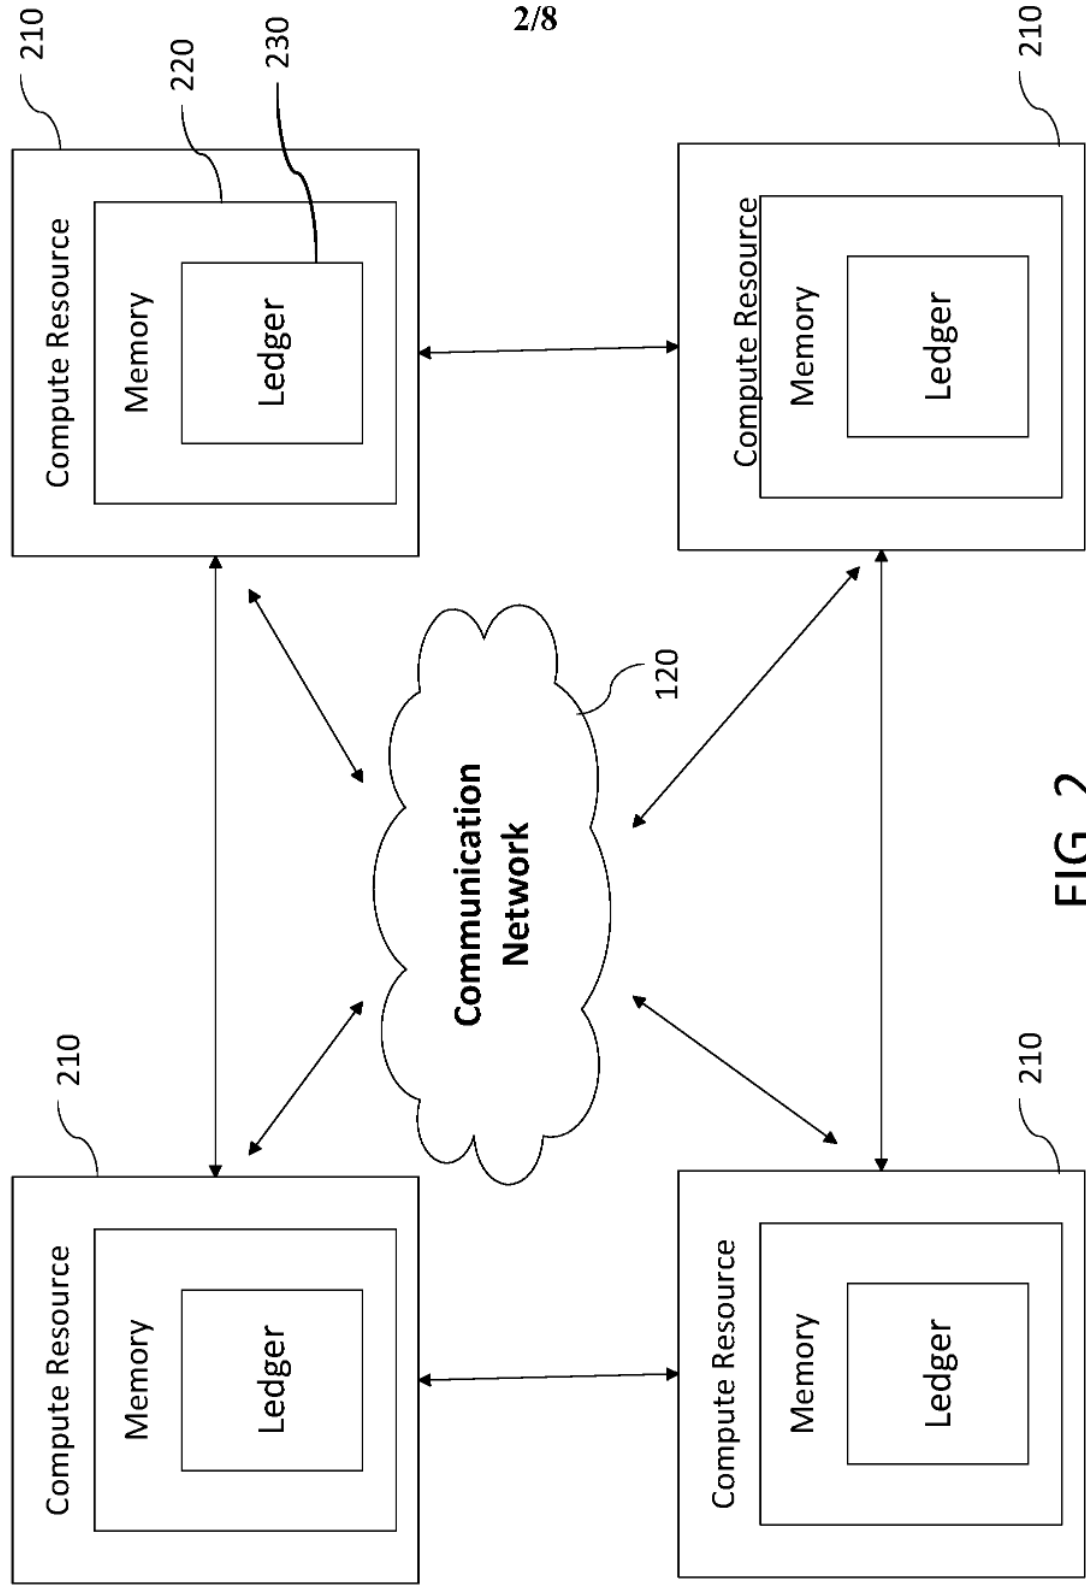 2/8
210
Compute Resource
Memory
Ledger
210
220
230
Compute Resource
Memory
Ledger
Communication
Network
120
210
Compute Resource
Memory
Ledger
210
Compute Resource
Memory
Ledger
FIG. 2